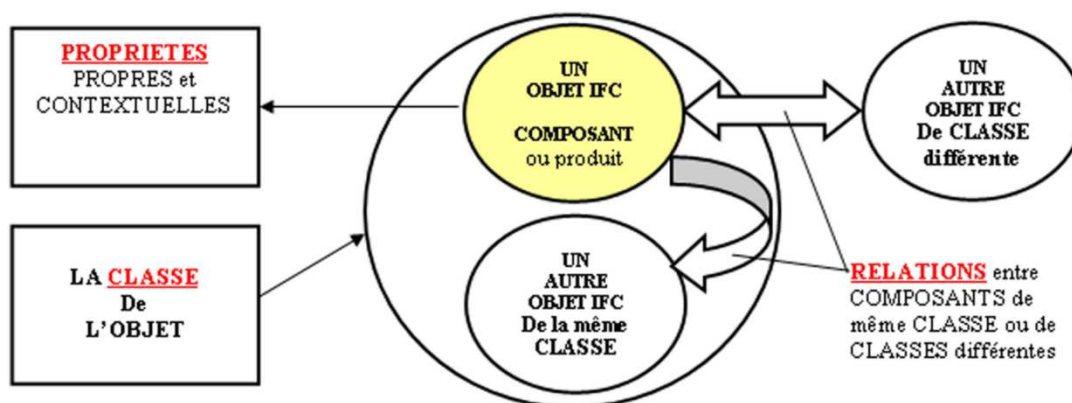 PROPRIETES
PROPRES et
CONTEXTUELLES
LA CLASSE
De
L'OBJET
UN
OBJET IFC
COMPOSANT
ou produit
UN
AUTRE
OBJET IFC
De la même
CLASSE
UN
AUTRE
OBJET IFC
De CLASSE
différente
RELATIONS entre
COMPOSANTS de
même CLASSE ou de
CLASSES différentes